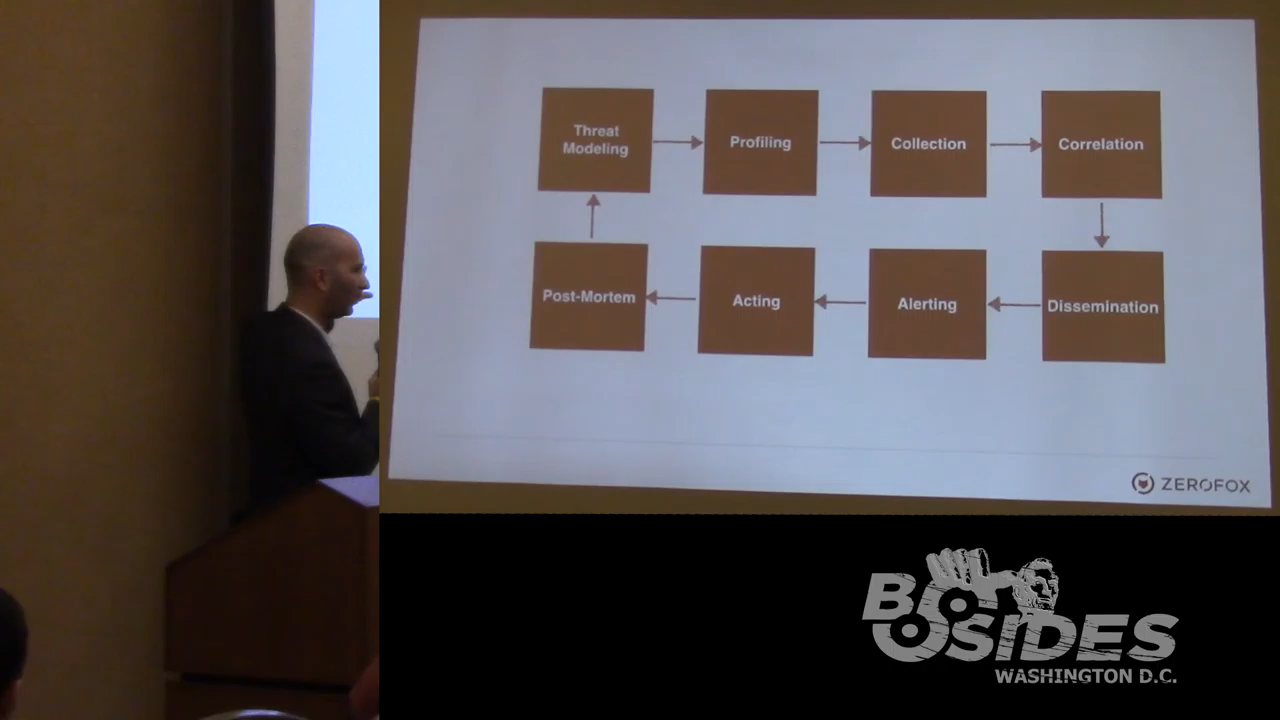 Threat
Modeling
Profiling
Collection
Correlation
Post-Mortem
Acting
Alerting
Dissemination
ZEROFOX
BSIDES
WASHINGTON D.C.